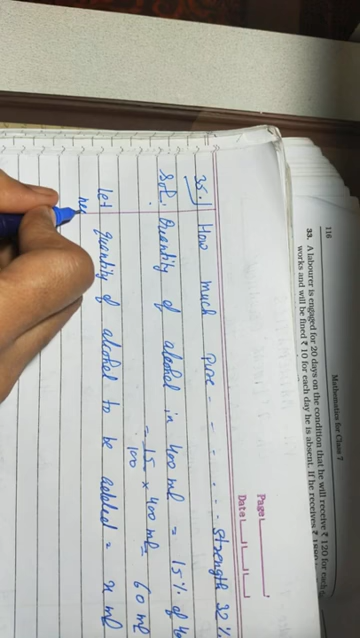 116
Mathematics for Class 7
33. A labourer is engaged for 20 days on the condition that he will receive ₹ 120 for each
works and will be fined ₹ 10 for each day he is absent. If he receives ₹
Page:
Date:
35. How much pure - - - - - . - strength 32%
Sol. Quantity of alcohol in 400 ml = 15% of 40
= 15/100 × 400 ml = 60 ml
Let quantity of alcohol to be added = x ml